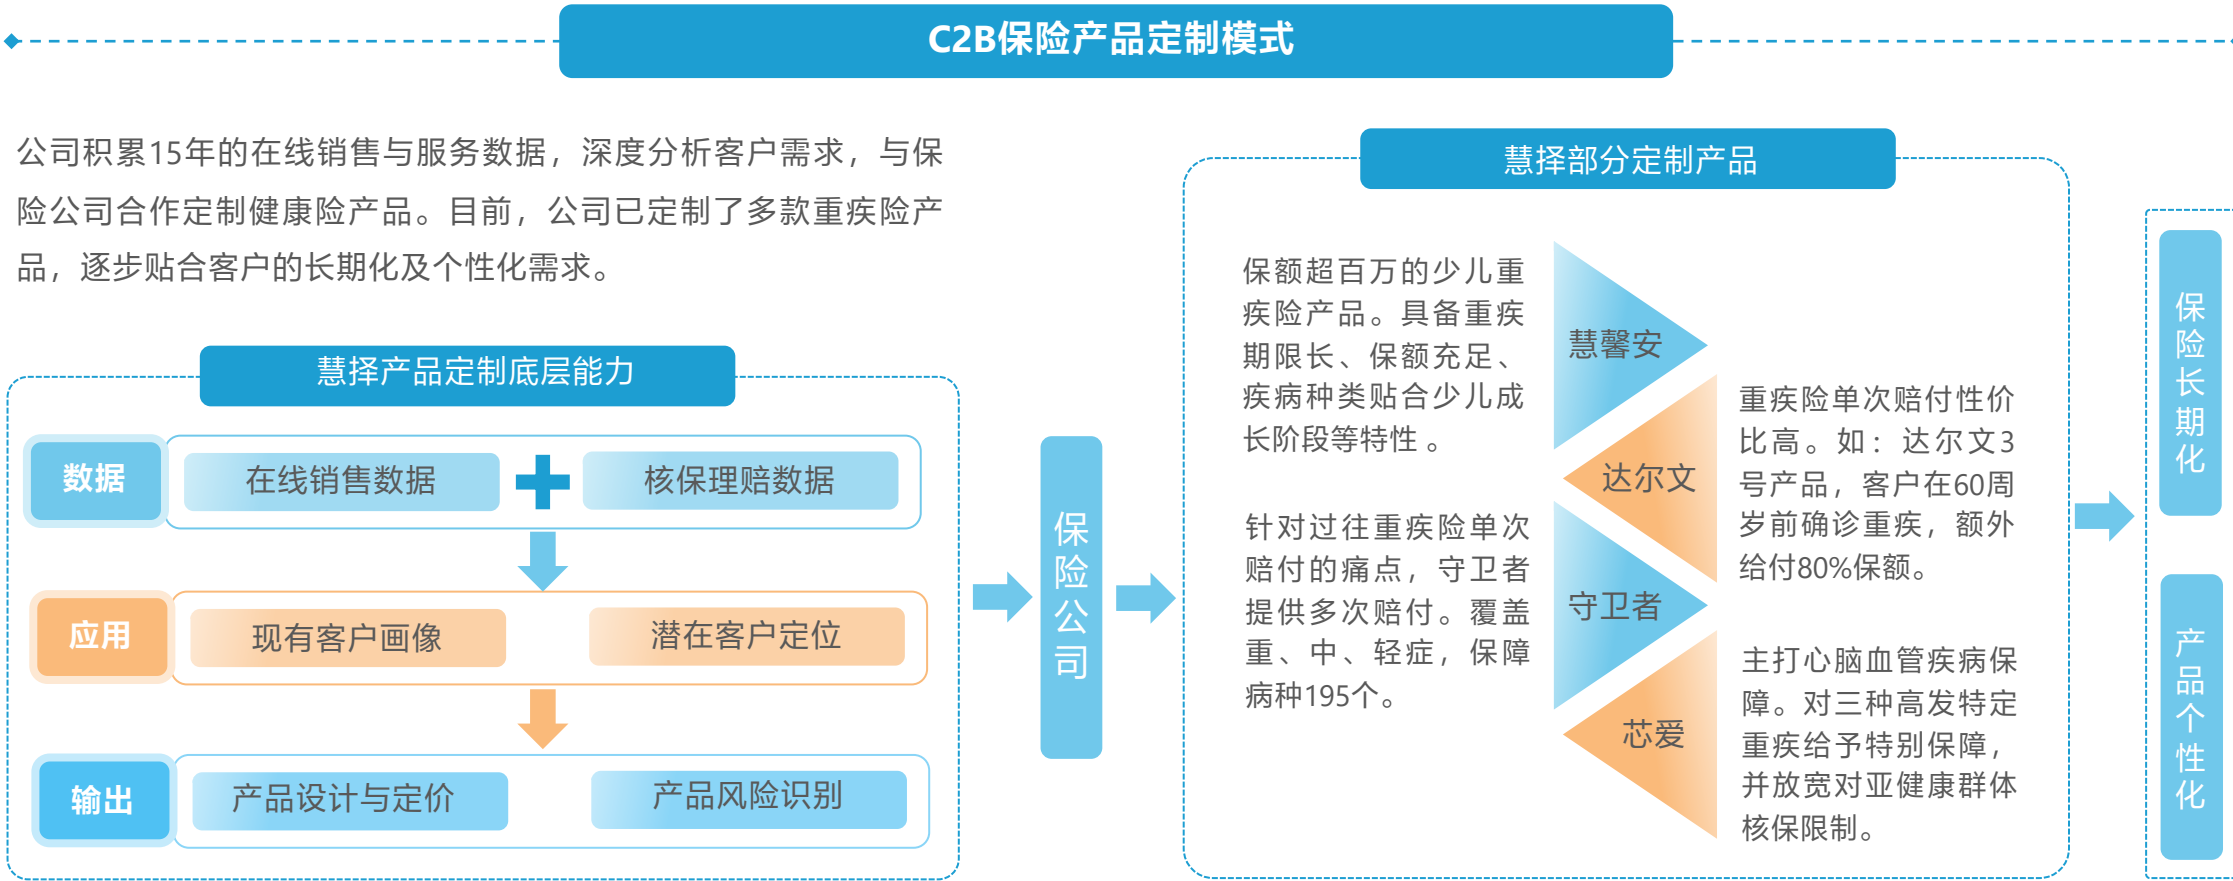 C2B保险产品定制模式
公司积累15年的在线销售与服务数据，深度分析客户需求，与保
险公司合作定制健康险产品。目前，公司已定制了多款重疾险产
品，逐步贴合客户的长期化及个性化需求。
慧择产品定制底层能力
数据
在线销售数据
核保理赔数据
应用
现有客户画像
潜在客户定位
输出
产品设计与定价
产品风险识别
保险公司
慧择部分定制产品
保额超百万的少儿重
疾险产品。具备重疾
期限长、保额充足、
疾病种类贴合少儿成
长阶段等特性 。
慧馨安
达尔文
重疾险单次赔付性价
比高。如：达尔文3
号产品，客户在60周
岁前确诊重疾，额外
给付80%保额。
针对过往重疾险单次
赔付的痛点，守卫者
提供多次赔付。覆盖
重、中、轻症，保障
病种195个。
守卫者
芯爱
主打心脑血管疾病保
障。对三种高发特定
重疾给予特别保障，
并放宽对亚健康群体
核保限制。
保险长期化
产品个性化